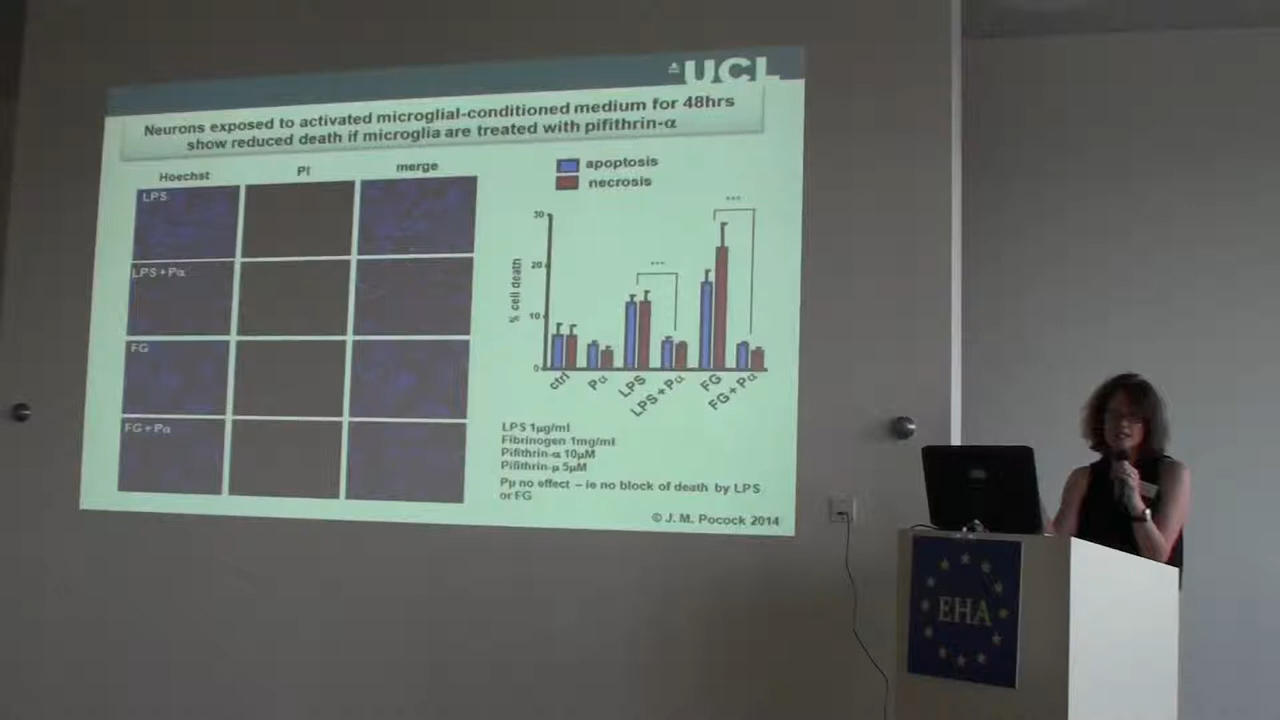 UCL
Neurons exposed to activated microglial-conditioned medium for 48hrs
show reduced death if microglia are treated with pifithrin-α
Hoechst PI merge
LPS
LPS + Pα
FG
FG + Pα
apoptosis
necrosis
***
***
30
20
10
0
% cell death
ctrl Pα LPS LPS + Pα FG FG + Pα
LPS 1µg/ml
Fibrinogen 1mg/ml
Pifithrin-α 10µM
Pifithrin-µ 5µM
Pµ no effect – ie no block of death by LPS
or FG
© J. M. Pocock 2014
EHA